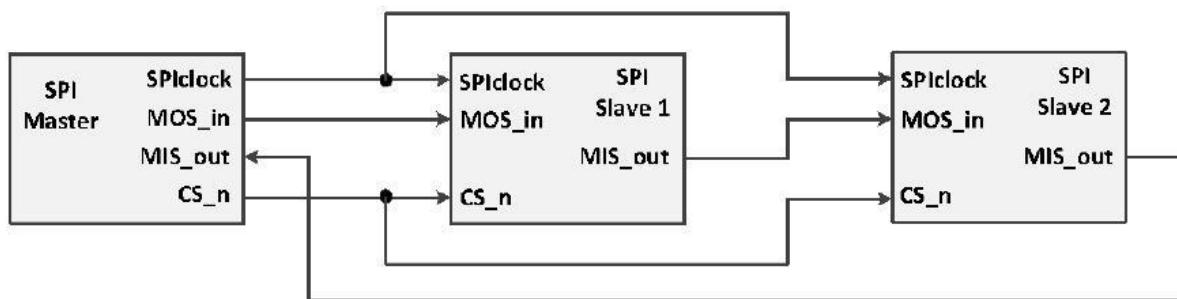 SPI
Master
SPIclock
MOS_in
MIS_out
CS_n
SPIclock
MOS_in
MIS_out
CS_n
SPI
Slave 1
SPIclock
MOS_in
MIS_out
CS_n
SPI
Slave 2